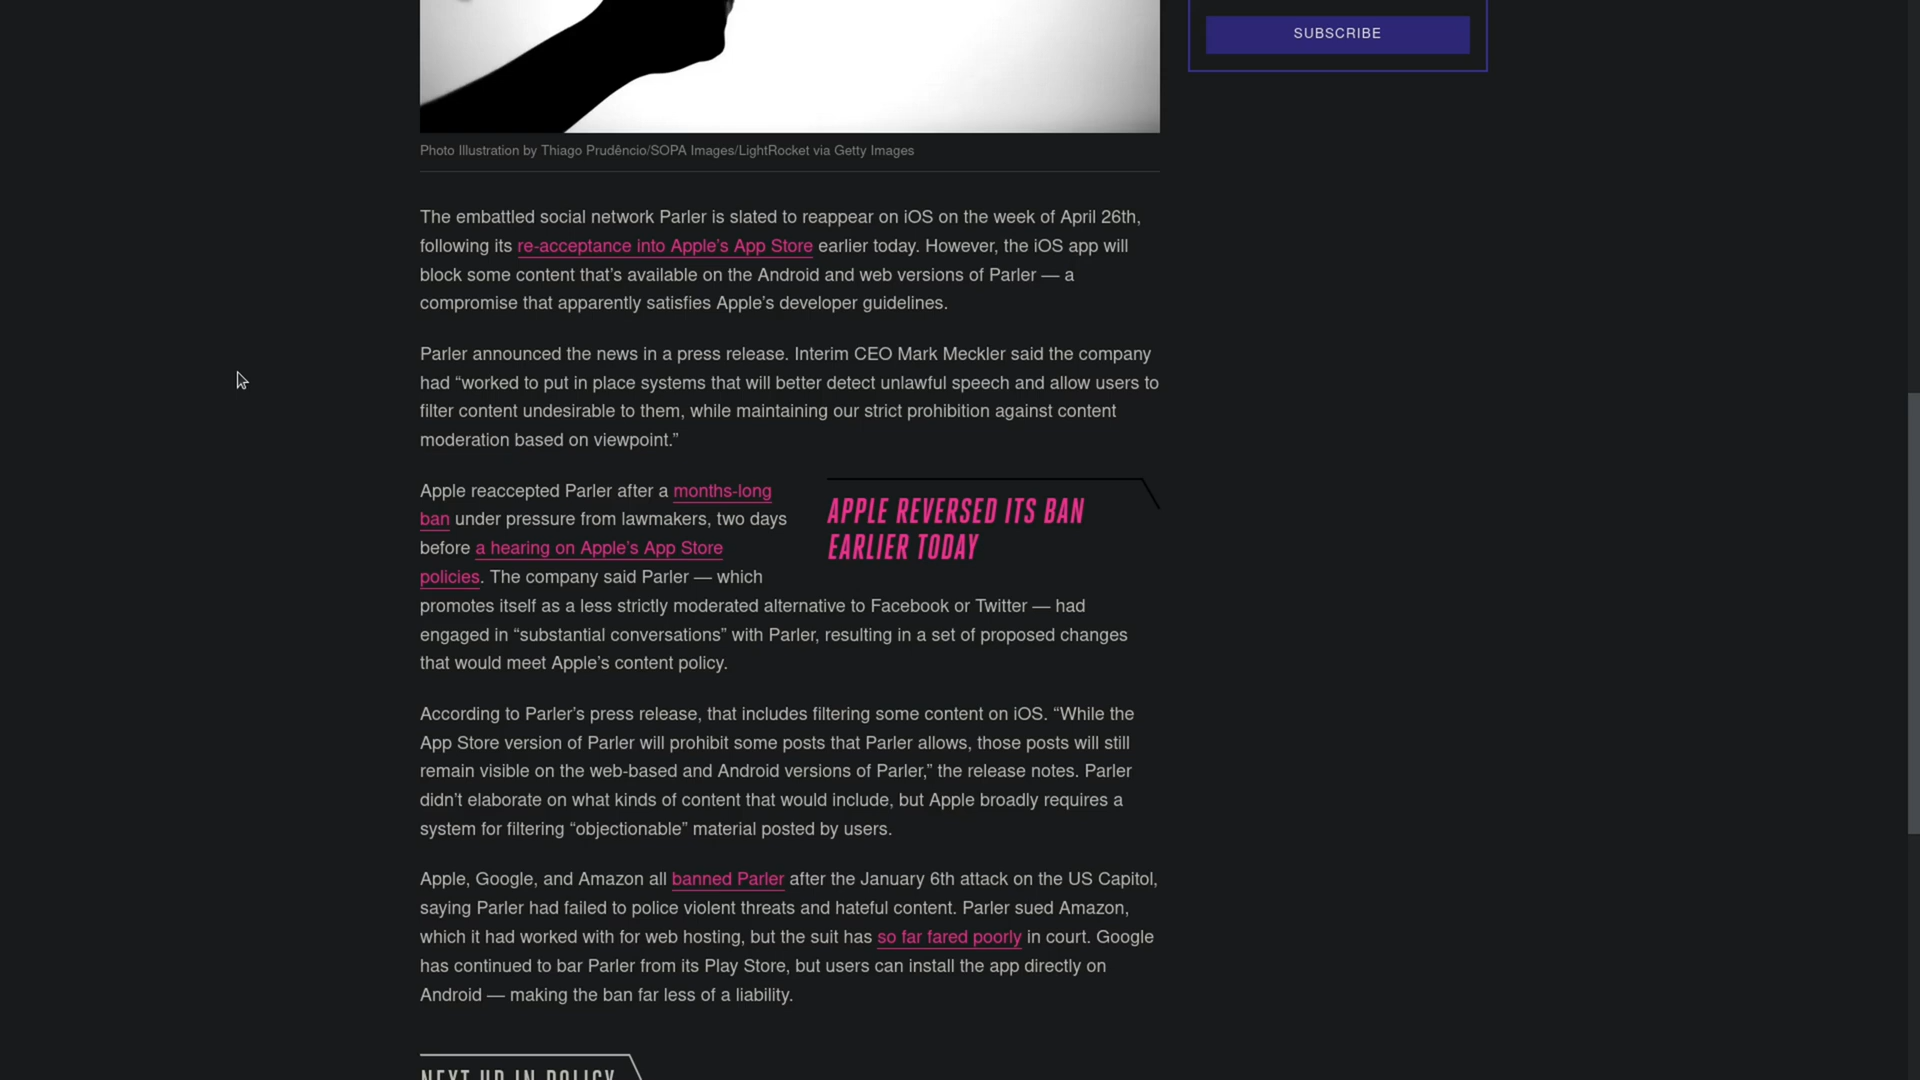 SUBSCRIBE
Photo Illustration by Thiago Prudêncio/SOPA Images/LightRocket via Getty Images
The embattled social network Parler is slated to reappear on iOS on the week of April 26th,
following its re-acceptance into Apple’s App Store earlier today. However, the iOS app will
block some content that’s available on the Android and web versions of Parler — a
compromise that apparently satisfies Apple’s developer guidelines.
Parler announced the news in a press release. Interim CEO Mark Meckler said the company
had “worked to put in place systems that will better detect unlawful speech and allow users to
filter content undesirable to them, while maintaining our strict prohibition against content
moderation based on viewpoint.”
Apple reaccepted Parler after a months-long
ban under pressure from lawmakers, two days
before a hearing on Apple’s App Store
policies. The company said Parler — which
promotes itself as a less strictly moderated alternative to Facebook or Twitter — had
engaged in “substantial conversations” with Parler, resulting in a set of proposed changes
that would meet Apple’s content policy.
APPLE REVERSED ITS BAN
EARLIER TODAY
According to Parler’s press release, that includes filtering some content on iOS. “While the
App Store version of Parler will prohibit some posts that Parler allows, those posts will still
remain visible on the web-based and Android versions of Parler,” the release notes. Parler
didn’t elaborate on what kinds of content that would include, but Apple broadly requires a
system for filtering “objectionable” material posted by users.
Apple, Google, and Amazon all banned Parler after the January 6th attack on the US Capitol,
saying Parler had failed to police violent threats and hateful content. Parler sued Amazon,
which it had worked with for web hosting, but the suit has so far fared poorly in court. Google
has continued to bar Parler from its Play Store, but users can install the app directly on
Android — making the ban far less of a liability.
NEXT UP IN POLICY